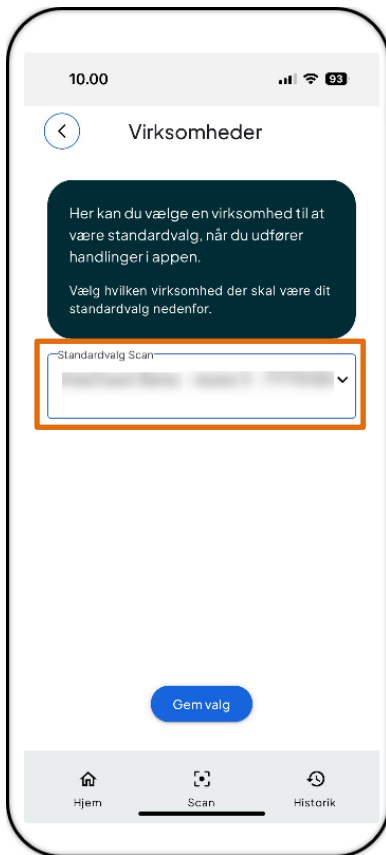 10.00
93
Virksomheder
Her kan du vælge en virksomhed til at
være standardvalg, når du udfører
handlinger i appen.
Vælg hvilken virksomhed der skal være dit
standardvalg nedenfor.
Standardvalg Scan
Gem valg
Hjem
Scan
Historik